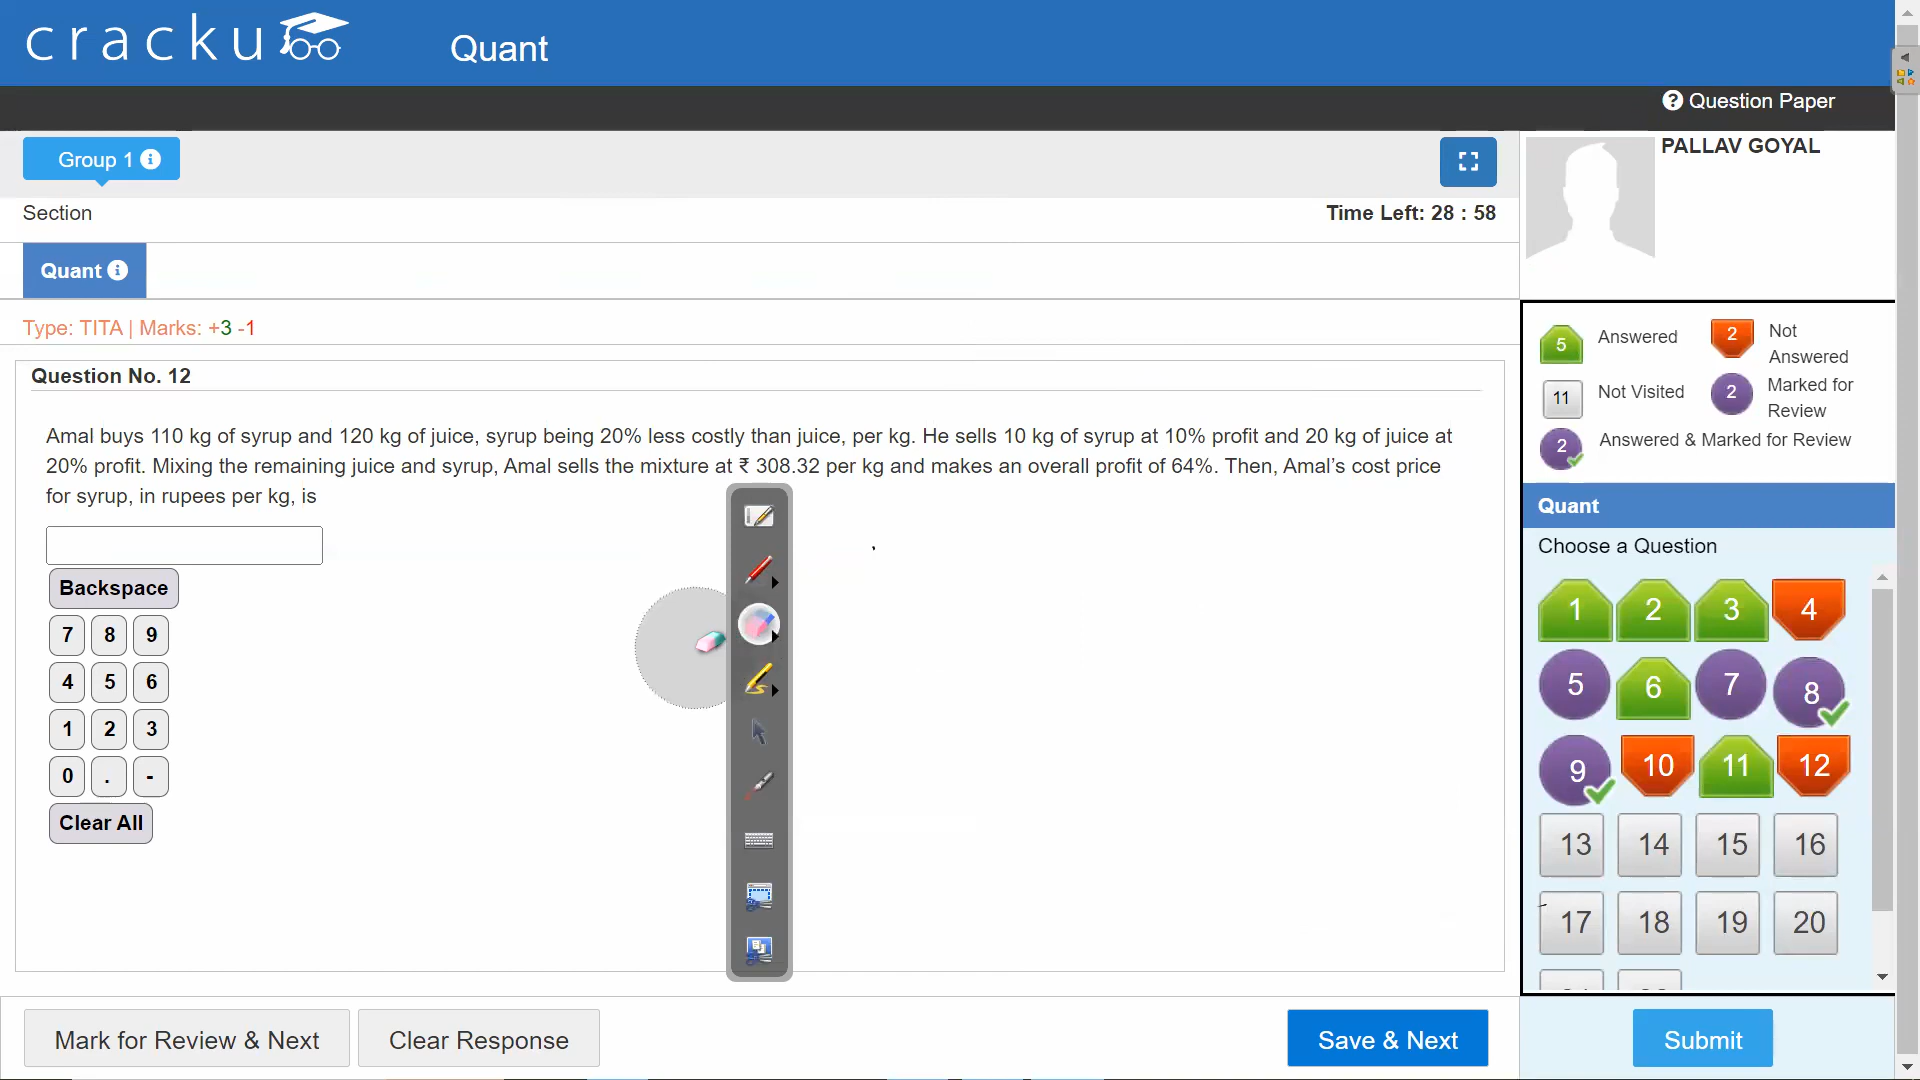 cracku
Quant
? Question Paper
Group 1 i
PALLAV GOYAL
Section
Time Left: 28 : 58
Quant i
Type: TITA | Marks: +3 -1
5 Answered
2 Not
Answered
11 Not Visited
2 Marked for
Review
2 Answered & Marked for Review
Question No. 12
Amal buys 110 kg of syrup and 120 kg of juice, syrup being 20% less costly than juice, per kg. He sells 10 kg of syrup at 10% profit and 20 kg of juice at
20% profit. Mixing the remaining juice and syrup, Amal sells the mixture at ₹ 308.32 per kg and makes an overall profit of 64%. Then, Amal’s cost price
for syrup, in rupees per kg, is
Backspace
7 8 9
4 5 6
1 2 3
0 . -
Clear All
Quant
Choose a Question
1 2 3 4
5 6 7 8
9 10 11 12
13 14 15 16
17 18 19 20
Mark for Review & Next
Clear Response
Save & Next
Submit